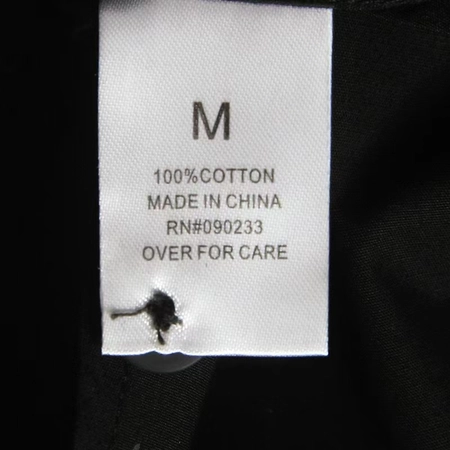 M
100%COTTON
MADE IN CHINA
RN#090233
OVER FOR CARE